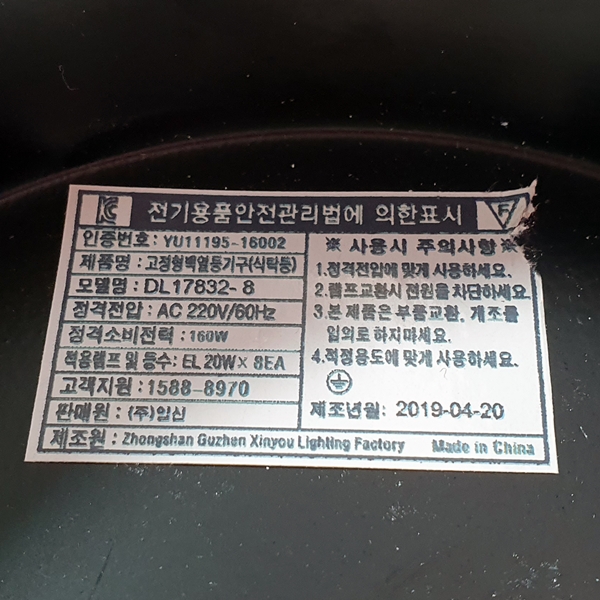 전기용품안전관리법에 의한표시 F
인증번호 : YU11195-16002
제품명 : 고정형백열등기구(식탁등)
모델명 : DL17832-8
정격전압 : AC 220V/60Hz
정격소비전력 : 160W
적용램프 및 등수: EL 20W x 8EA
고객지원 : 1588-8970
판매원 : (주)일신
※ 사용시 주의사항 ※
1.정격전압에 맞게 사용하세요.
2.램프교환시 전원을 차단하세요.
3.본 제품은 부품교환, 개조를
임의로 하지마세요.
4.적정용도에 맞게 사용하세요.
제조년월: 2019-04-20
제조원 : Zhongshan Guzhen Xinyou Lighting Factory Made in China